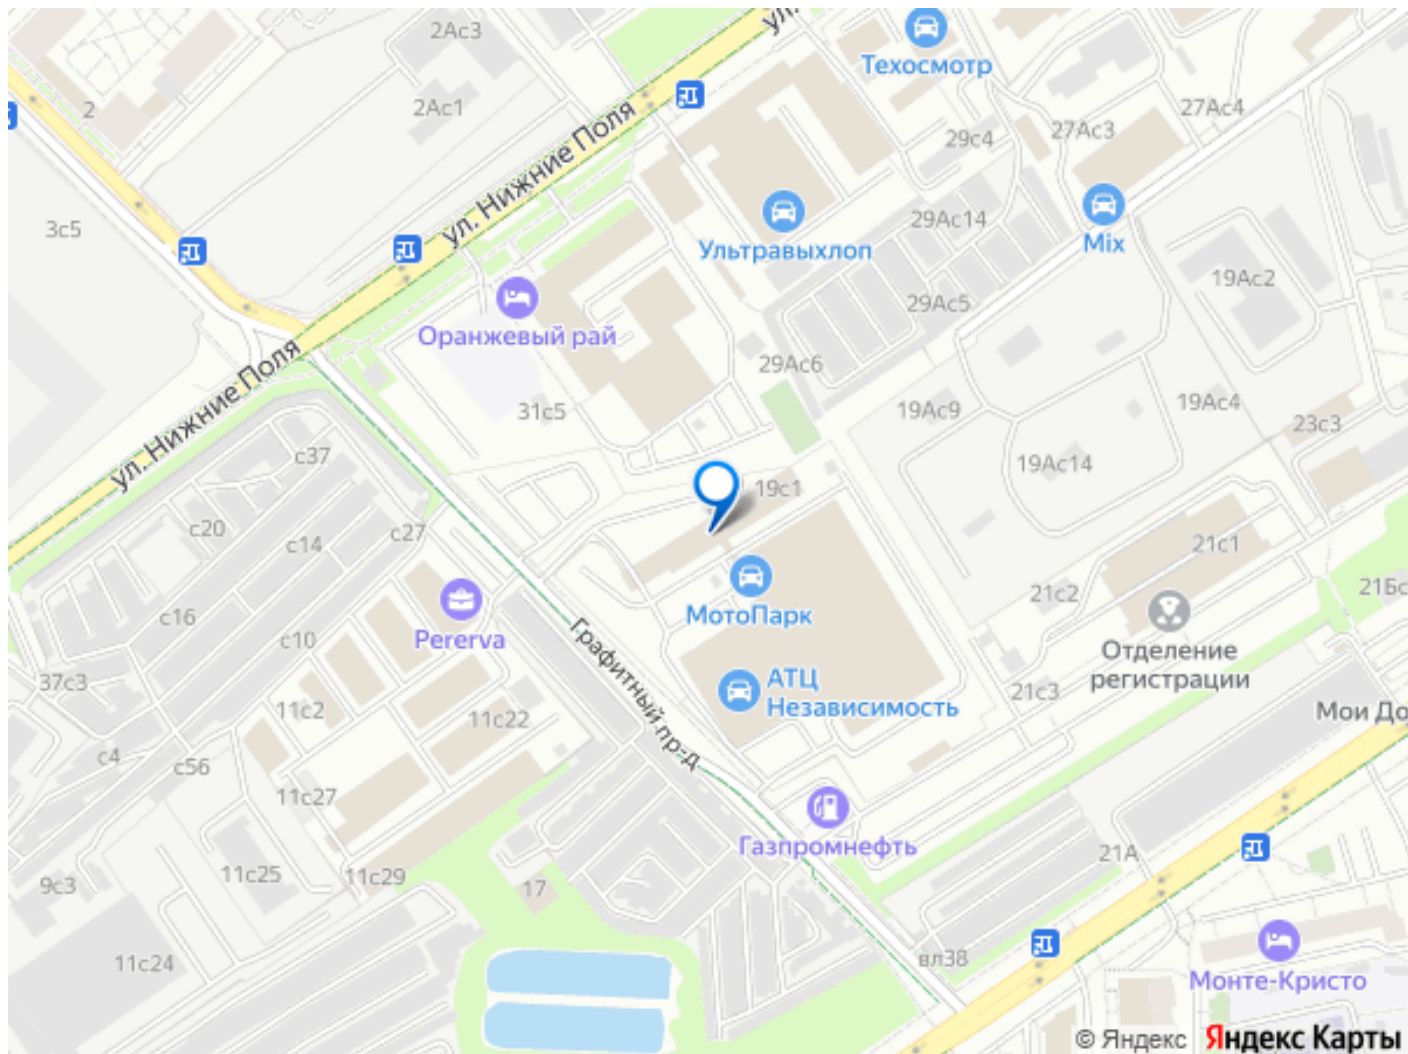 2Ас3
ул.
Техосмотр
2
2Ас1
27Ас4
29с4
27Ас3
ул. Нижние Поля
3с5
29Ас14
Ультравыхлоп
Mix
19Ас2
29Ас5
Оранжевый рай
29Ас6
ул. Нижние Поля
31с5
19Ас9
19Ас4
23с3
с37
19Ас14
19с1
с20
с14
с27
21с1
МотоПарк
21с2
21Бс
с16
с10
Pererva
Графитный пр-д
Отделение
регистрации
37с3
АТЦ
Независимость
21с3
11с2
11с22
Мои До
с4
с56
11с27
Газпромнефть
21А
9с3
11с25
11с29
17
11с24
вл38
Монте-Кристо
© Яндекс Яндекс Карты